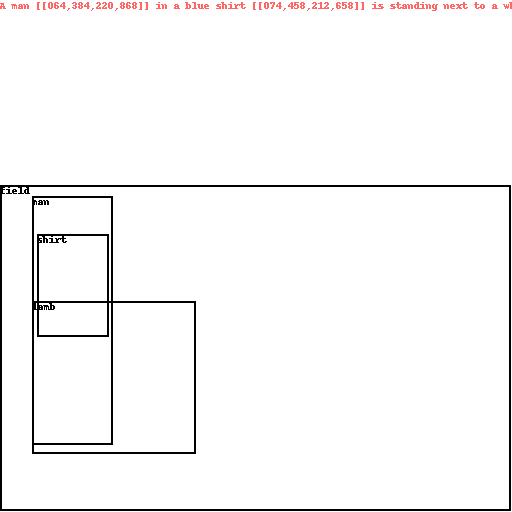 A man [[064,384,220,868]] in a blue shirt [[074,458,212,658]] is standing next to a
field
man
shirt
lamb